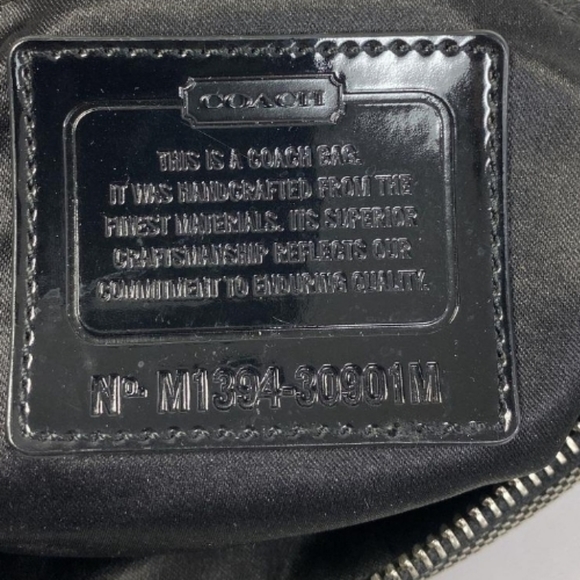 COACH
THIS IS A COACH BAG.
IT WAS HANDCRAFTED FROM THE
FINEST MATERIALS. ITS SUPERIOR
CRAFTSMANSHIP REFLECTS OUR
COMMITMENT TO ENDURING QUALITY.
No. M1394-30901M